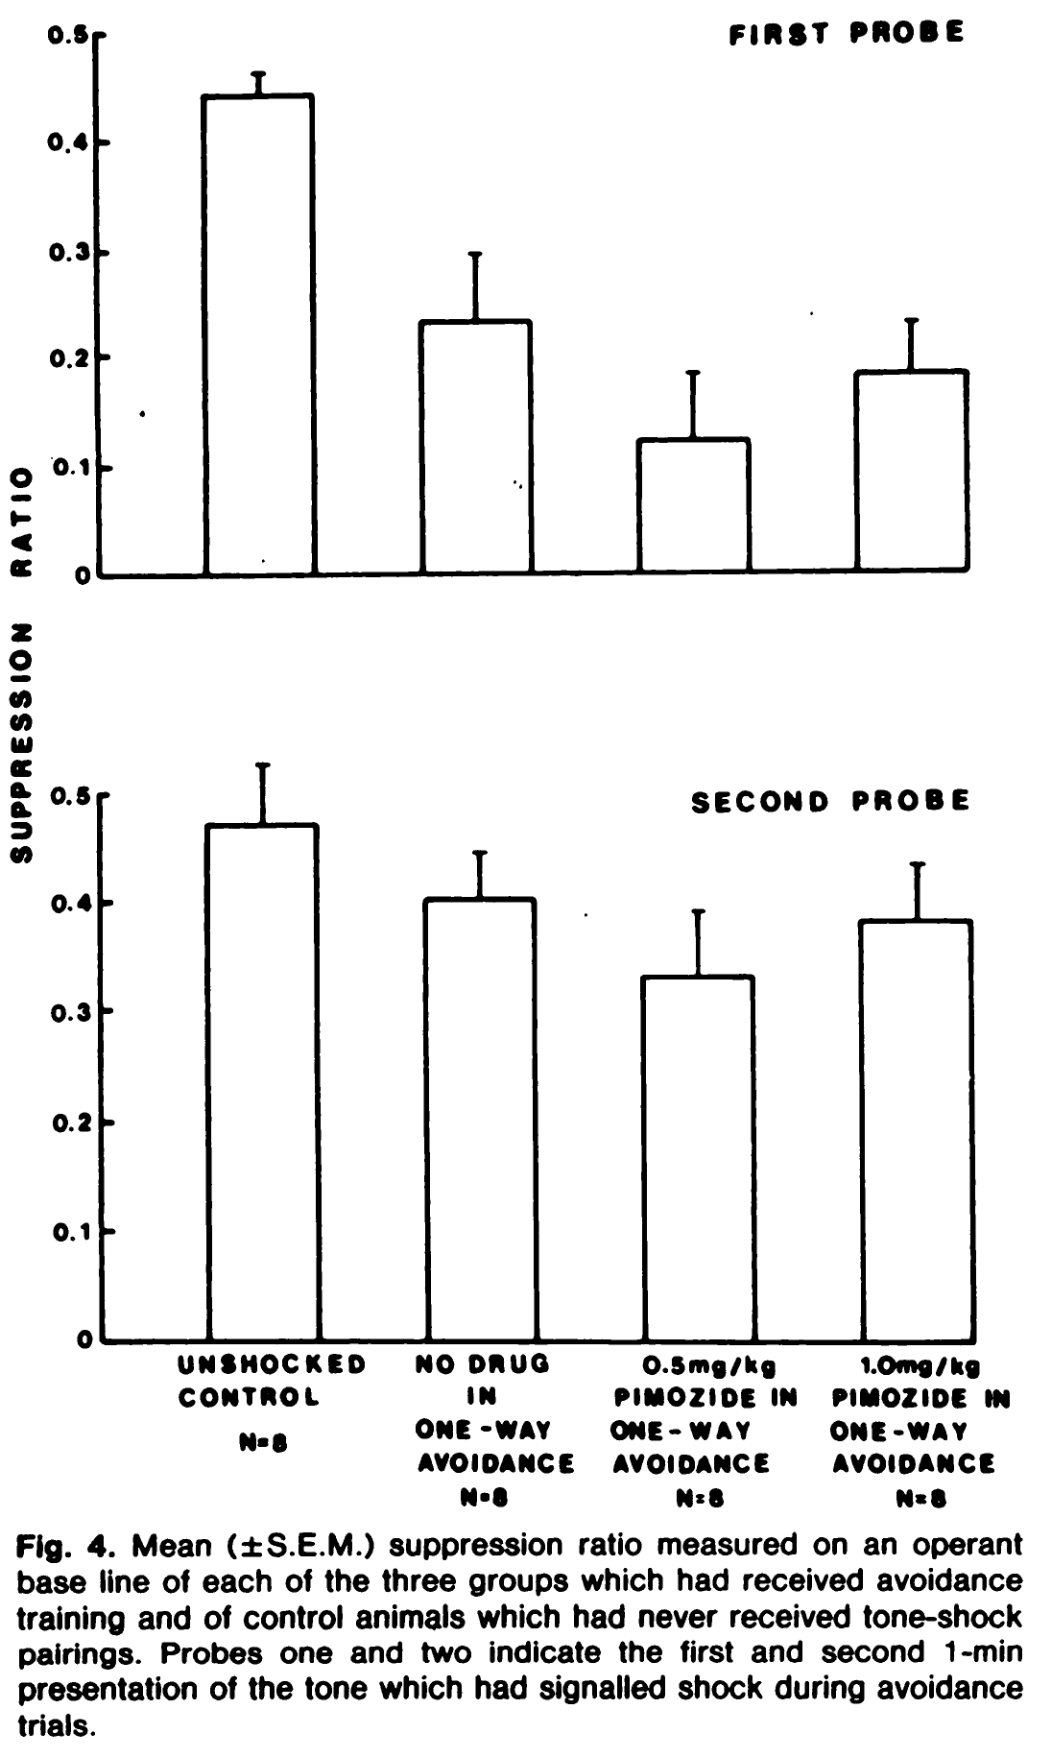 FIRST PROBE
0.5
0.4
0.3
0.2
0.1
0
SUPPRESSION RATIO
SECOND PROBE
0.5
0.4
0.3
0.2
0.1
0
UNSHOCKED
CONTROL
N=8
NO DRUG
IN
ONE-WAY
AVOIDANCE
N=8
0.5mg/kg
PIMOZIDE IN
ONE-WAY
AVOIDANCE
N=8
1.0mg/kg
PIMOZIDE IN
ONE-WAY
AVOIDANCE
N=8
Fig. 4. Mean (±S.E.M.) suppression ratio measured on an operant
base line of each of the three groups which had received avoidance
training and of control animals which had never received tone-shock
pairings. Probes one and two indicate the first and second 1-min
presentation of the tone which had signalled shock during avoidance
trials.